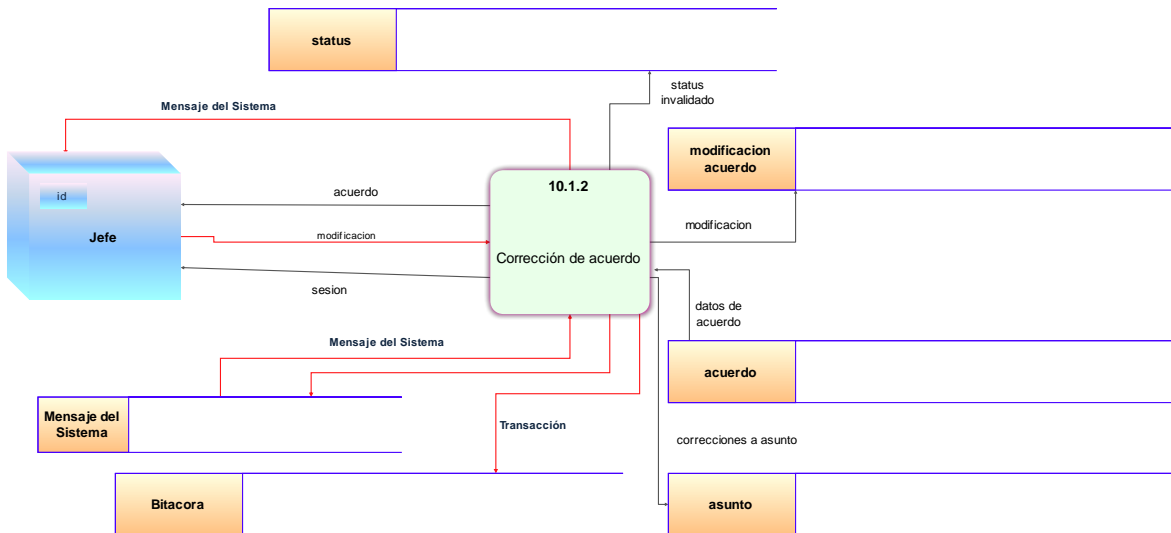 status
status
invalidado
Mensaje del Sistema
modificacion
acuerdo
10.1.2
id
acuerdo
Jefe
modificacion
modificacion
Corrección de acuerdo
sesion
datos de
acuerdo
Mensaje del Sistema
acuerdo
Mensaje del
Sistema
Transacción
correcciones a asunto
Bitacora
asunto